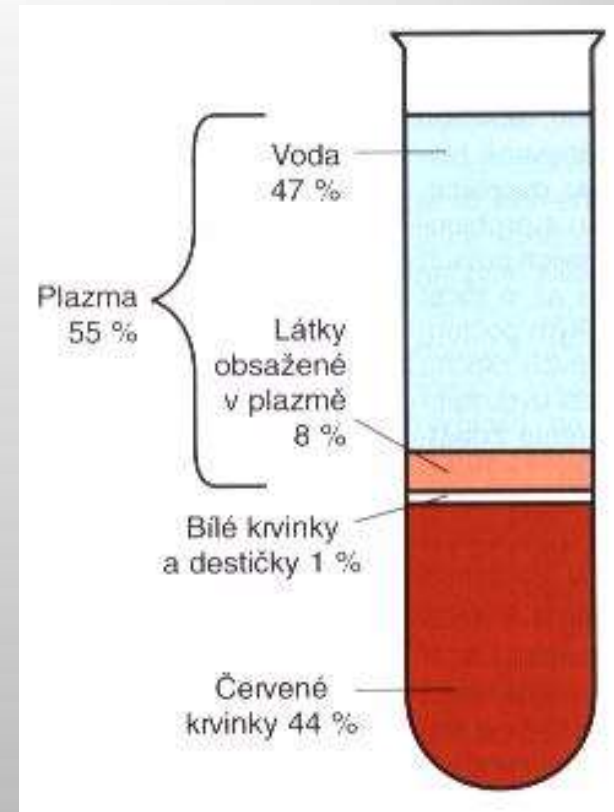 Voda
47 %
Plazma
55 %
Látky
obsažené
v plazmě
8 %
Bílé krvinky
a destičky 1 %
Červené
krvinky 44 %